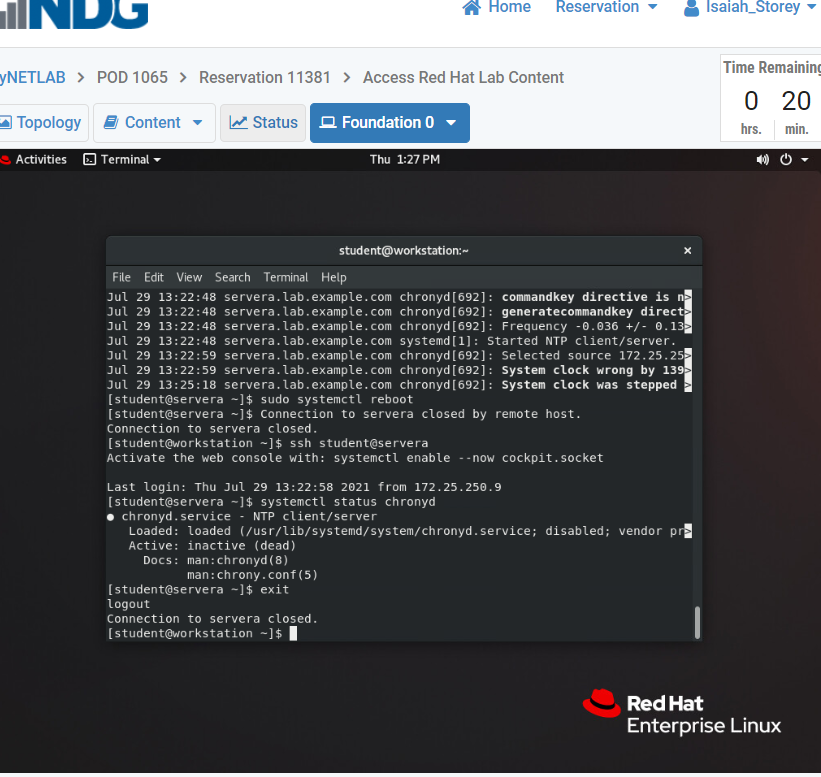 NDG
Home Reservation Isaiah_Storey
yNETLAB > POD 1065 > Reservation 11381 > Access Red Hat Lab Content
Time Remaining
0 20
hrs. min.
Topology Content Status Foundation 0
Activities Terminal Thu 1:27 PM
student@workstation:~ ×
File Edit View Search Terminal Help
Jul 29 13:22:48 servera.lab.example.com chronyd[692]: commandkey directive is n>
Jul 29 13:22:48 servera.lab.example.com chronyd[692]: generatecommandkey direct>
Jul 29 13:22:48 servera.lab.example.com chronyd[692]: Frequency -0.036 +/- 0.13>
Jul 29 13:22:48 servera.lab.example.com systemd[1]: Started NTP client/server.
Jul 29 13:22:59 servera.lab.example.com chronyd[692]: Selected source 172.25.25>
Jul 29 13:22:59 servera.lab.example.com chronyd[692]: System clock wrong by 139>
Jul 29 13:25:18 servera.lab.example.com chronyd[692]: System clock was stepped >
[student@servera ~]$ sudo systemctl reboot
[student@servera ~]$ Connection to servera closed by remote host.
Connection to servera closed.
[student@workstation ~]$ ssh student@servera
Activate the web console with: systemctl enable --now cockpit.socket
Last login: Thu Jul 29 13:22:58 2021 from 172.25.250.9
[student@servera ~]$ systemctl status chronyd
● chronyd.service - NTP client/server
Loaded: loaded (/usr/lib/systemd/system/chronyd.service; disabled; vendor pr>
Active: inactive (dead)
Docs: man:chronyd(8)
man:chrony.conf(5)
[student@servera ~]$ exit
logout
Connection to servera closed.
[student@workstation ~]$
Red Hat
Enterprise Linux